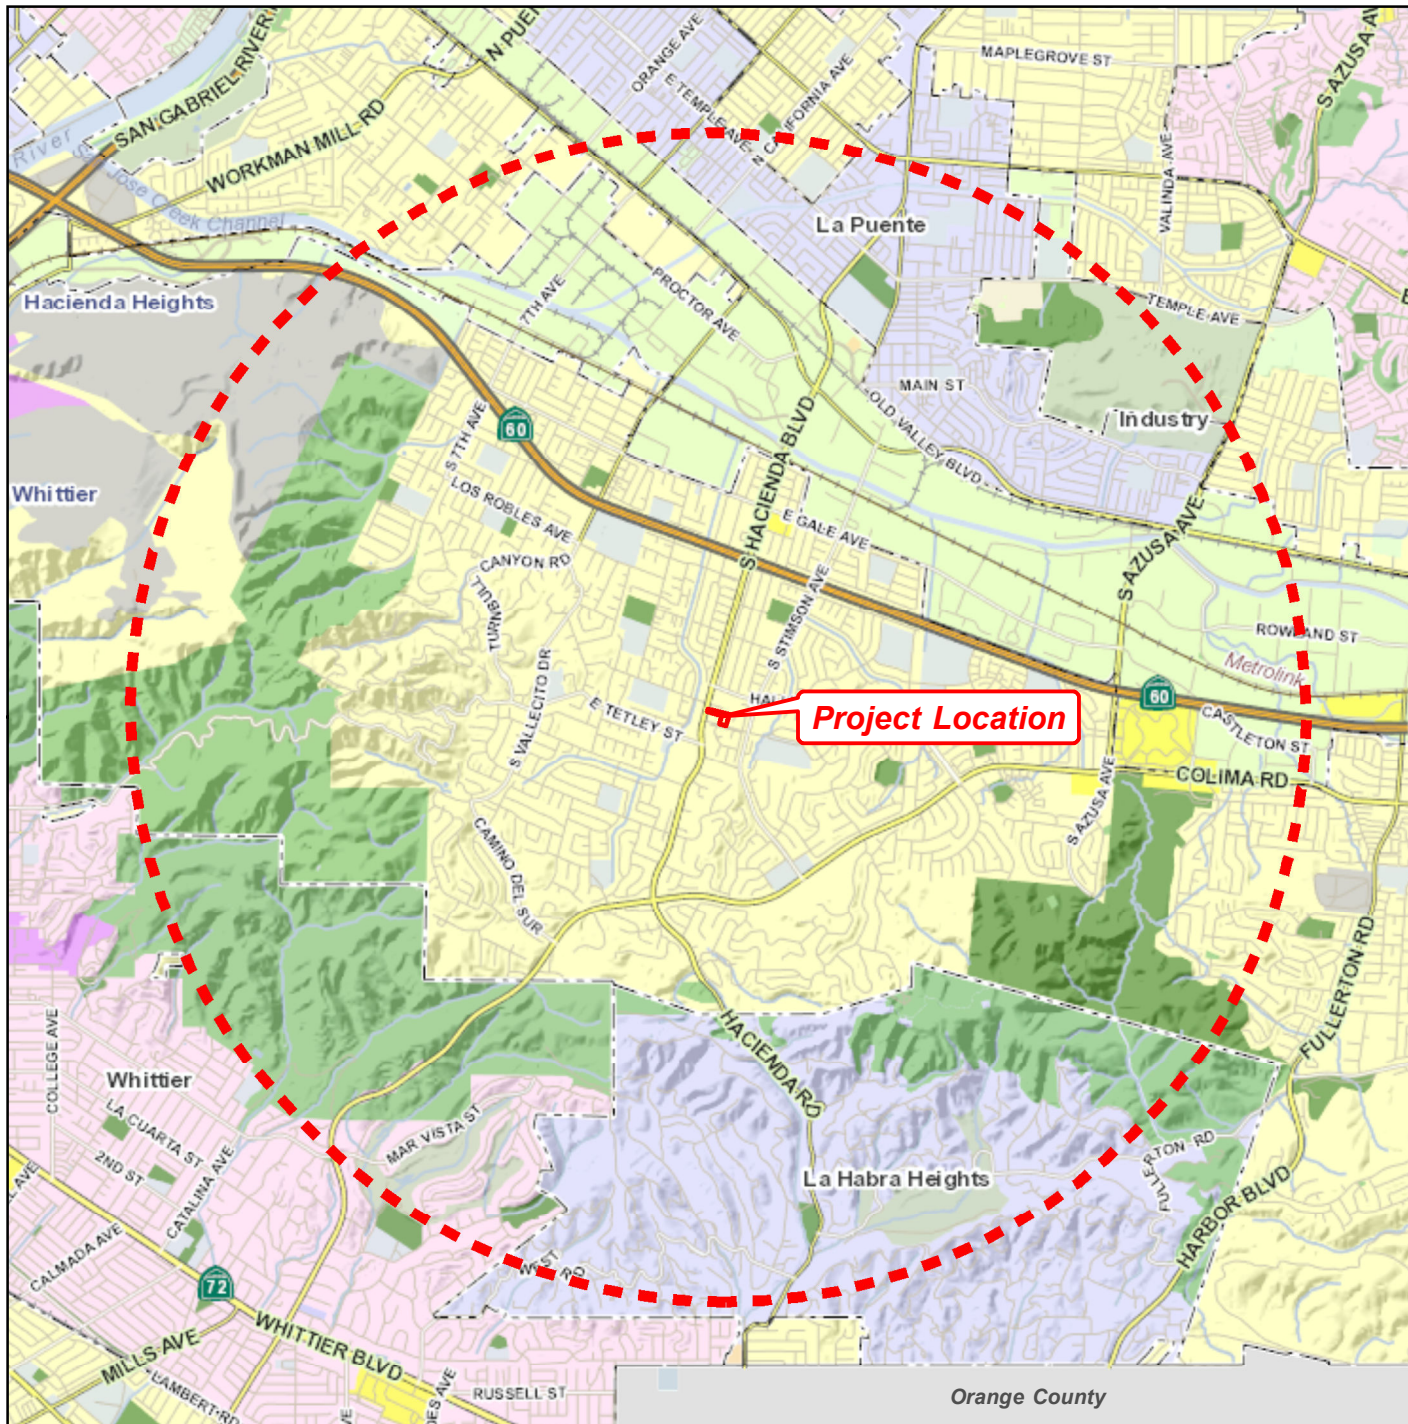 SAN GABRIEL RIVER
N PUEN
ORANGE AVE
MAPLEGROVE ST
S AZUSA AV
E TEMPLE AVE
N CALIFORNIA AVE
WORKMAN MILL RD
River
San Jose Creek Channel
VALINDA AVE
La Puente
Hacienda Heights
7TH AVE
PROCTOR AVE
TEMPLE AVE
MAIN ST
Industry
60
S 7TH AVE
S HACIENDA BLVD
OLD VALLEY BLVD
Whittier
LOS ROBLES AVE
E GALE AVE
S AZUSA AVE
CANYON RD
TURNBULL
S STIMSON AVE
ROWLAND ST
Metrolink
S VALLECITO DR
E TETLEY ST
Project Location
60
CASTLETON ST
COLIMA RD
S AZUSA AVE
CAMINO DEL SUR
FULLERTON RD
HACIENDA RD
COLLEGE AVE
Whittier
LA CUARTA ST
MAR VISTA ST
2ND ST
CATALINA AVE
La Habra Heights
FULLERTON RD
HARBOR BLVD
WEST RD
CALMADA AVE
72
WHITTIER BLVD
MILLS AVE
LAMBERT RD
RUSSELL ST
Orange County